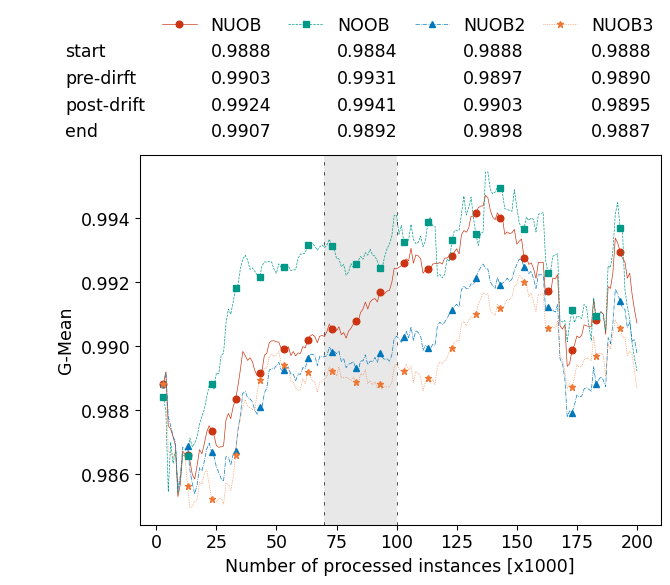 NUOB NOOB NUOB2 NUOB3
start 0.9888 0.9884 0.9888 0.9888
pre-dirft 0.9903 0.9931 0.9897 0.9890
post-drift 0.9924 0.9941 0.9903 0.9895
end 0.9907 0.9892 0.9898 0.9887
0.994
0.992
0.990
0.988
0.986
G-Mean
0 25 50 75 100 125 150 175 200
Number of processed instances [x1000]